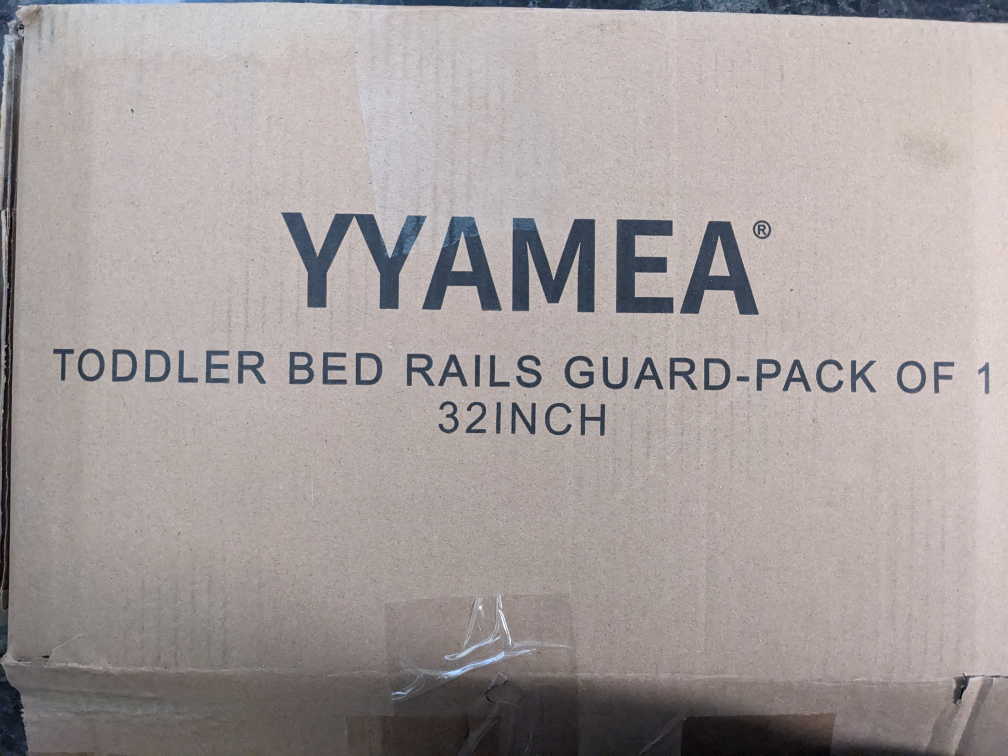 YYAMEA®
TODDLER BED RAILS GUARD-PACK OF 1
32INCH